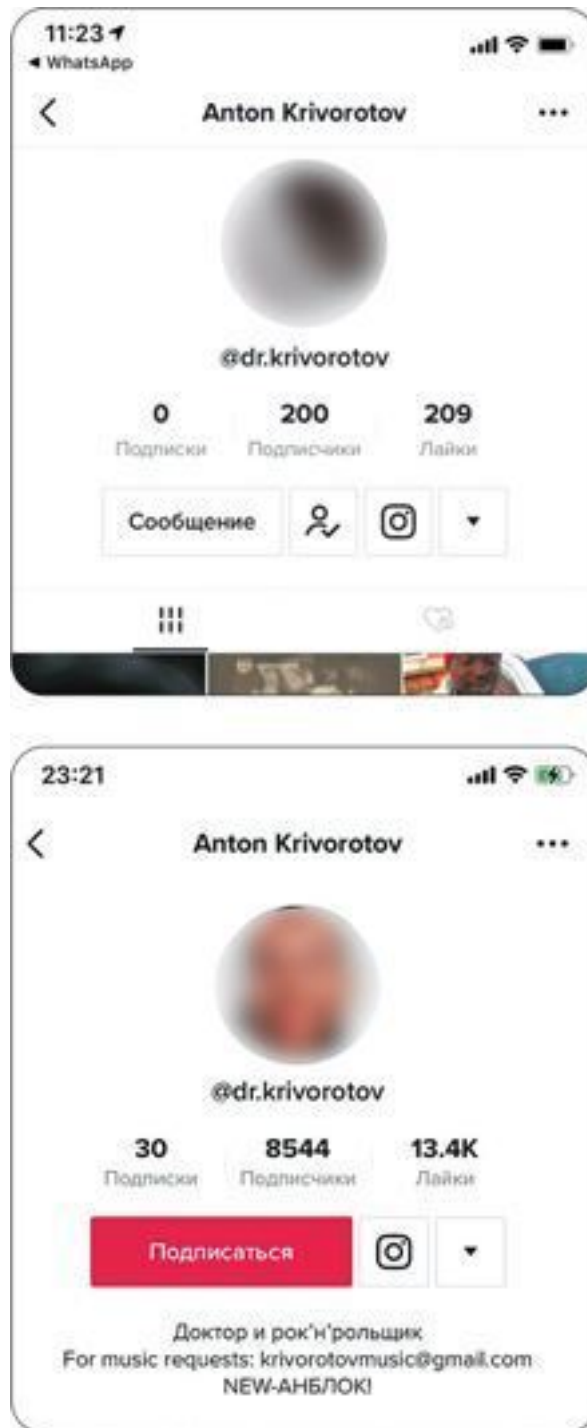 11:23
WhatsApp
Anton Krivorotov
@dr.krivorotov
0 200 209
Подписки Подписчики Лайки
Сообщение
23:21
Anton Krivorotov
@dr.krivorotov
30 8544 13.4K
Подписки Подписчики Лайки
Подписаться
Доктор и рок'н'рольщик
For music requests: krivorotovmusic@gmail.com
NEW-АНБЛОК!